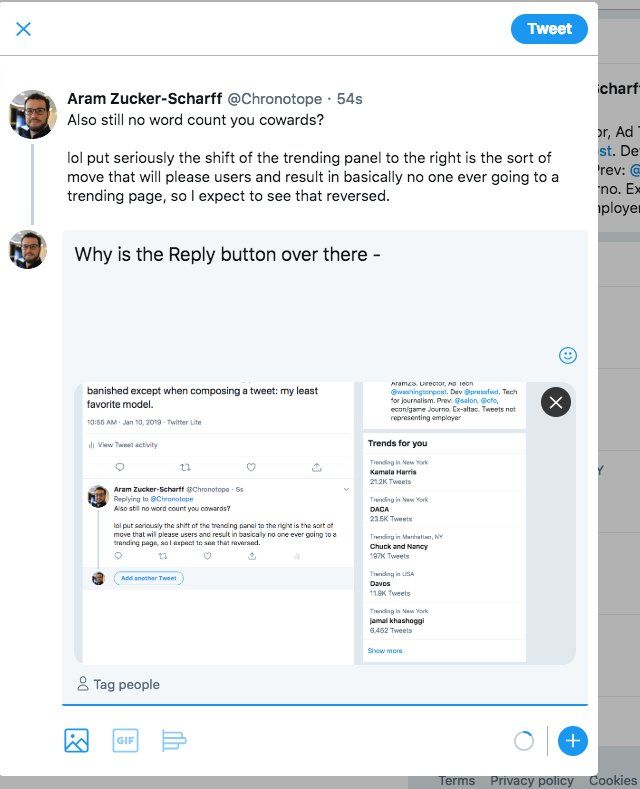 Tweet
Aram Zucker-Scharff @Chronotope · 54s
Also still no word count you cowards?
lol put seriously the shift of the trending panel to the right is the sort of
move that will please users and result in basically no one ever going to a
trending page, so I expect to see that reversed.
Why is the Reply button over there -
banished except when composing a tweet: my least
favorite model.
10:55 AM · Jan 10, 2019 · Twitter Lite
View Tweet activity
Aram Zucker-Scharff @Chronotope · 5s
Replying to @Chronotope
Also still no word count you cowards?
lol put seriously the shift of the trending panel to the right is the sort of
move that will please users and result in basically no one ever going to a
trending page, so I expect to see that reversed.
Add another Tweet
AramZS. Director, Ad Tech
@washingtonpost. Dev @pressfwd. Tech
for journalism. Prev: @salon, @cfo,
econ/game Journo. Ex-altac. Tweets not
representing employer
Trends for you
Trending in New York
Kamala Harris
21.2K Tweets
Trending in New York
DACA
23.5K Tweets
Trending in Manhattan, NY
Chuck and Nancy
197K Tweets
Trending in USA
Davos
11.9K Tweets
Trending in New York
jamal khashoggi
6,462 Tweets
Show more
Tag people
GIF
charff
or, Ad T
st. De
Prev: @
rno. Ex
mployer
Y
Terms Privacy policy Cookies